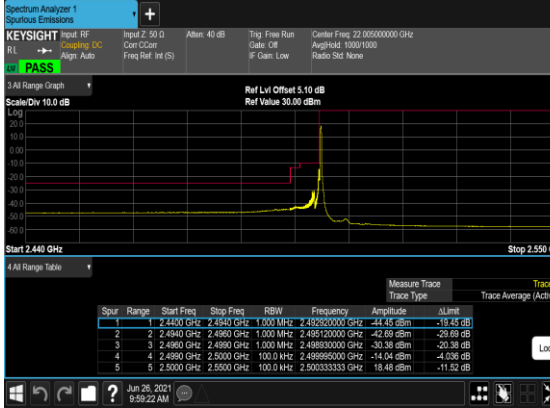 Spectrum Analyzer 1
Spurious Emissions
+
KEYSIGHT Input: RF Input Z: 50 Ω Atten: 40 dB Trig: Free Run Center Freq: 22.005000000 GHz
RL Coupling: DC Corr CCorr Gate: Off Avg|Hold: 1000/1000
Align: Auto Freq Ref: Int (S) IF Gain: Low Radio Std: None
LXI PASS
3.All Range Graph
Ref Lvl Offset 5.10 dB
Scale/Div 10.0 dB Ref Value 30.00 dBm
Log
20.0
10.0
0.00
-10.0
-20.0
-30.0
-40.0
-50.0
-60.0
Start 2.440 GHz Stop 2.550
4.All Range Table
Measure Trace Trace
Trace Type Trace Average (Acti
Spur Range Start Freq Stop Freq RBW Frequency Amplitude ΔLimit
1 1 2.4400 GHz 2.4940 GHz 1.000 MHz 2.492920000 GHz -44.45 dBm -19.45 dB
2 2 2.4940 GHz 2.4960 GHz 1.000 MHz 2.495120000 GHz -42.69 dBm -29.69 dB
3 3 2.4960 GHz 2.4990 GHz 1.000 MHz 2.498930000 GHz -30.38 dBm -20.38 dB
4 4 2.4990 GHz 2.5000 GHz 100.0 kHz 2.499995000 GHz -14.04 dBm -4.036 dB
5 5 2.5000 GHz 2.5500 GHz 100.0 kHz 2.500333333 GHz 18.48 dBm -11.52 dB
Loc
? Jun 26, 2021
9:59:22 AM